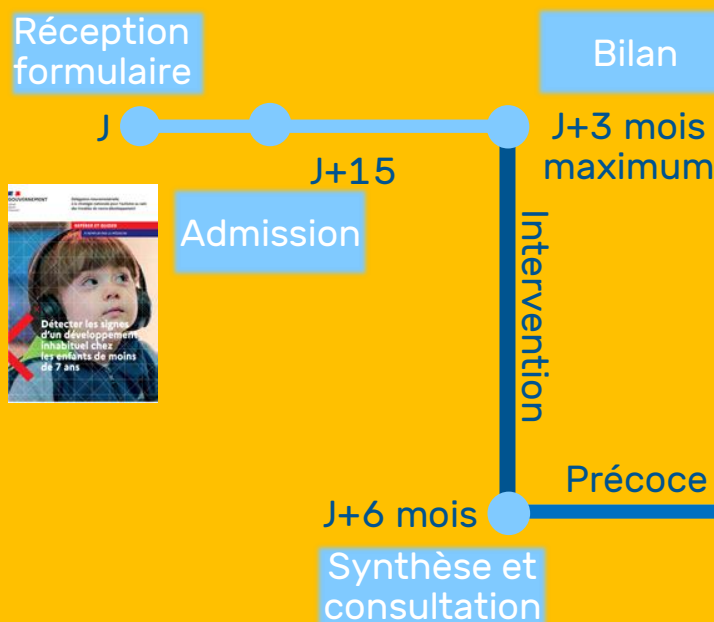 Réception
formulaire
Bilan
J
J+15
J+3 mois
maximum
Admission
GOUVERNEMENT
Détecter les signes
d'un développement
inhabituel chez
les enfants de moins
de 7 ans
Intervention
Précoce
J+6 mois
Synthèse et
consultation